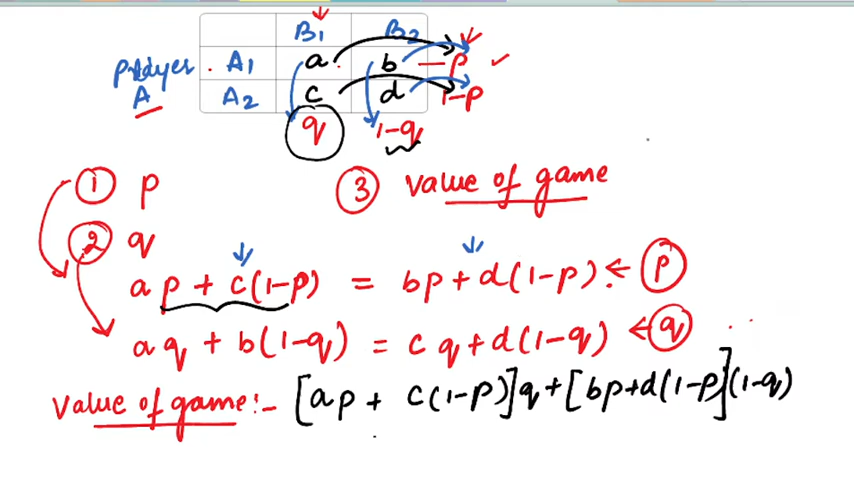 B₁ B₂
Player A₁ a b — p ✓
A A₂ c d 1-p
q 1-q
① p ③ Value of game
② q
ap + c(1-p) = bp+d(1-p) ← p
aq + b(1-q) = cq+d(1-q) ← q
Value of game:- [ap + c(1-p)]q+[bp+d(1-p](1-q)